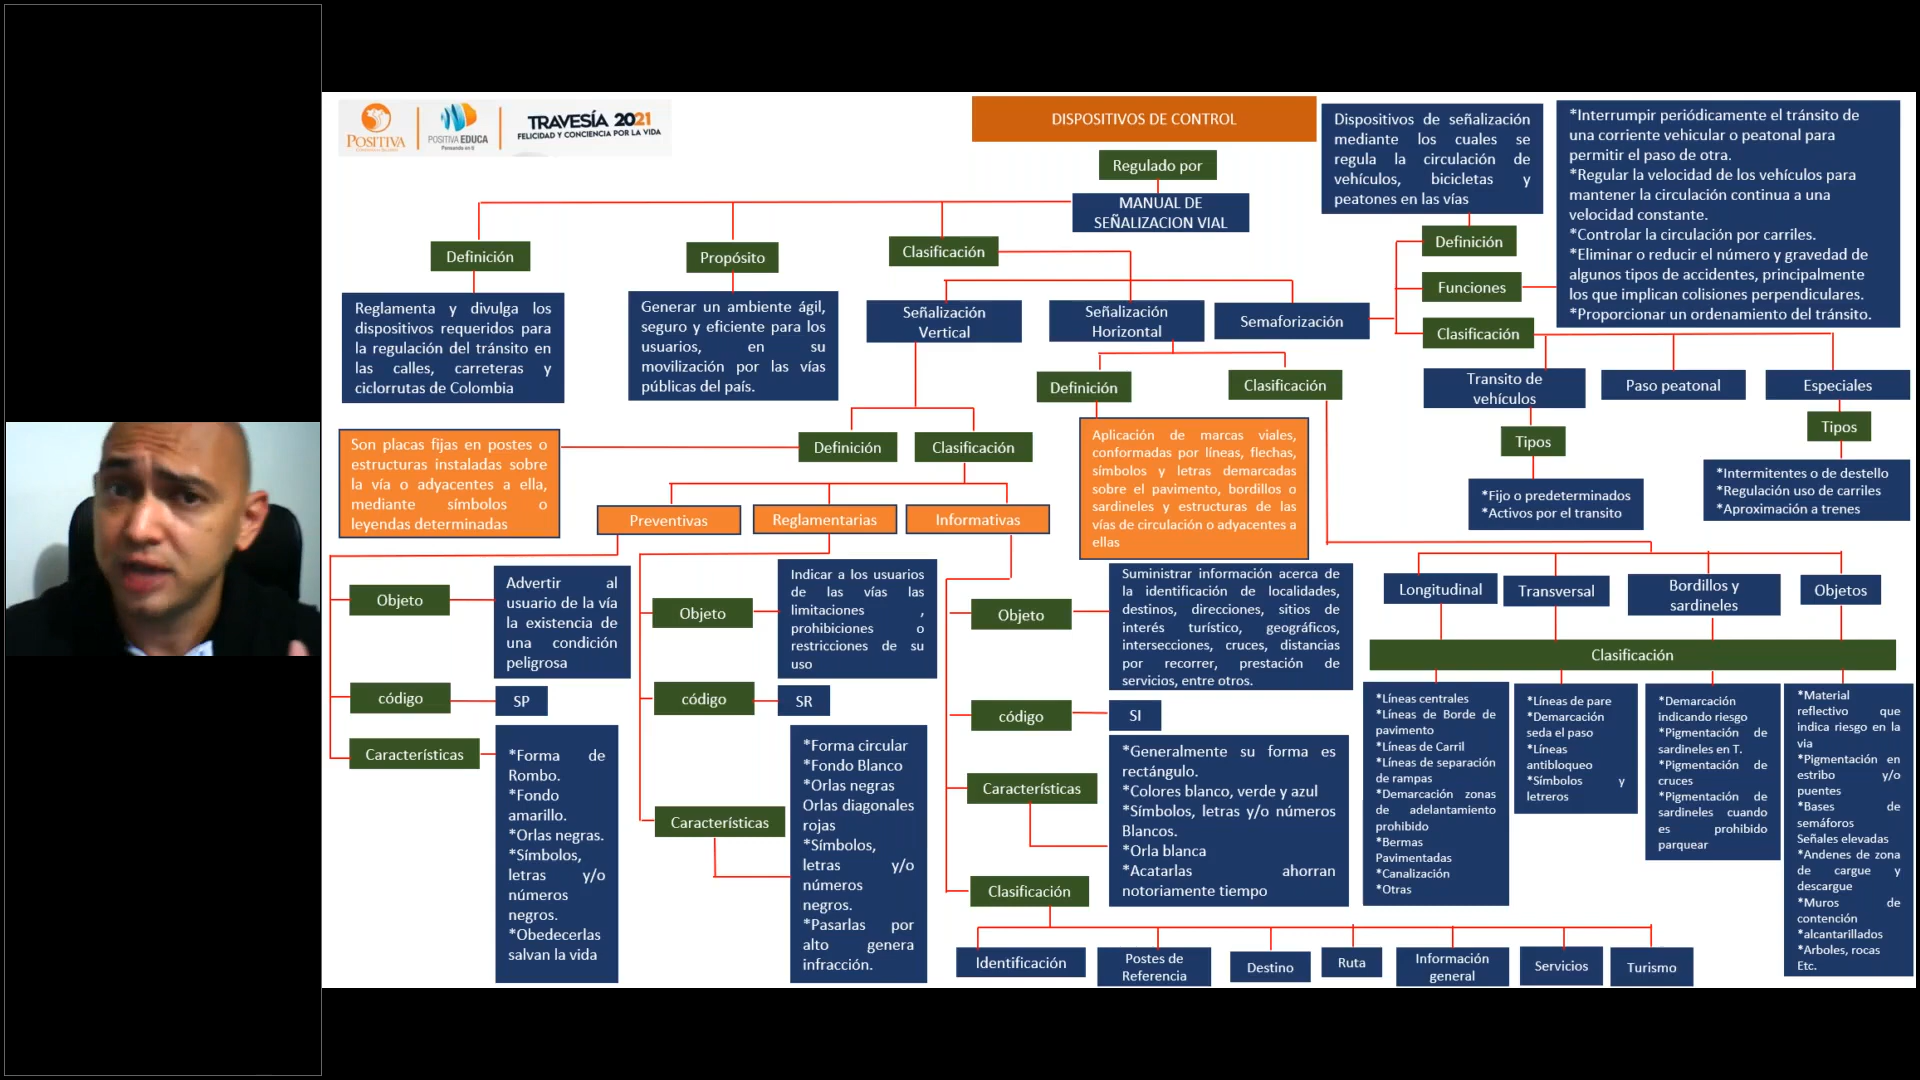 POSITIVA
POSITIVA EDUCA
Pensando en ti
TRAVESÍA 2021
FELICIDAD Y CONCIENCIA POR LA VIDA
DISPOSITIVOS DE CONTROL
Regulado por
MANUAL DE
SEÑALIZACION VIAL
Definición
Reglamenta y divulga los
dispositivos requeridos para
la regulación del tránsito en
las calles, carreteras y
ciclorrutas de Colombia
Propósito
Generar un ambiente ágil,
seguro y eficiente para los
usuarios, en su
movilización por las vías
públicas del país.
Clasificación
Señalización
Vertical
Señalización
Horizontal
Semaforización
Dispositivos de señalización
mediante los cuales se
regula la circulación de
vehículos, bicicletas y
peatones en las vías
Definición
Funciones
Clasificación
*Interrumpir periódicamente el tránsito de
una corriente vehicular o peatonal para
permitir el paso de otra.
*Regular la velocidad de los vehículos para
mantener la circulación continua a una
velocidad constante.
*Controlar la circulación por carriles.
*Eliminar o reducir el número y gravedad de
algunos tipos de accidentes, principalmente
los que implican colisiones perpendiculares.
*Proporcionar un ordenamiento del tránsito.
Transito de
vehículos
Paso peatonal
Especiales
Tipos
Tipos
*Fijo o predeterminados
*Activos por el transito
*Intermitentes o de destello
*Regulación uso de carriles
*Aproximación a trenes
Definición
Clasificación
Son placas fijas en postes o
estructuras instaladas sobre
la vía o adyacentes a ella,
mediante símbolos o
leyendas determinadas
Definición
Clasificación
Aplicación de marcas viales,
conformadas por líneas, flechas,
símbolos y letras demarcadas
sobre el pavimento, bordillos o
sardineles y estructuras de las
vías de circulación o adyacentes a
ellas
Preventivas
Reglamentarias
Informativas
Objeto
Advertir al
usuario de la vía
la existencia de
una condición
peligrosa
código
SP
Características
*Forma de
Rombo.
*Fondo
amarillo.
*Orlas negras.
*Símbolos,
letras y/o
números
negros.
*Obedecerlas
salvan la vida
Objeto
Indicar a los usuarios
de las vías las
limitaciones ,
prohibiciones o
restricciones de su
uso
código
SR
Características
*Forma circular
*Fondo Blanco
*Orlas negras
Orlas diagonales
rojas
*Símbolos,
letras y/o
números
negros.
*Pasarlas por
alto genera
infracción.
Objeto
Suministrar información acerca de
la identificación de localidades,
destinos, direcciones, sitios de
interés turístico, geográficos,
intersecciones, cruces, distancias
por recorrer, prestación de
servicios, entre otros.
código
SI
Características
*Generalmente su forma es
rectángulo.
*Colores blanco, verde y azul
*Símbolos, letras y/o números
Blancos.
*Orla blanca
*Acatarlas ahorran
notoriamente tiempo
Clasificación
Identificación
Postes de
Referencia
Destino
Ruta
Información
general
Servicios
Turismo
Longitudinal
Transversal
Bordillos y
sardineles
Objetos
Clasificación
*Líneas centrales
*Líneas de Borde de
pavimento
*Líneas de Carril
*Líneas de separación
de rampas
*Demarcación zonas
de adelantamiento
prohibido
*Bermas
Pavimentadas
*Canalización
*Otras
*Líneas de pare
*Demarcación
seda el paso
*Líneas
antibloqueo
*Símbolos y
letreros
*Demarcación
indicando riesgo
*Pigmentación de
sardineles en T.
*Pigmentación de
cruces
*Pigmentación de
sardineles cuando
es prohibido
parquear
*Material
reflectivo que
indica riesgo en la
via
*Pigmentación en
estribo y/o
puentes
*Bases de
semáforos
Señales elevadas
*Andenes de zona
de cargue y
descargue
*Muros de
contención
*alcantarillados
*Arboles, rocas
Etc.